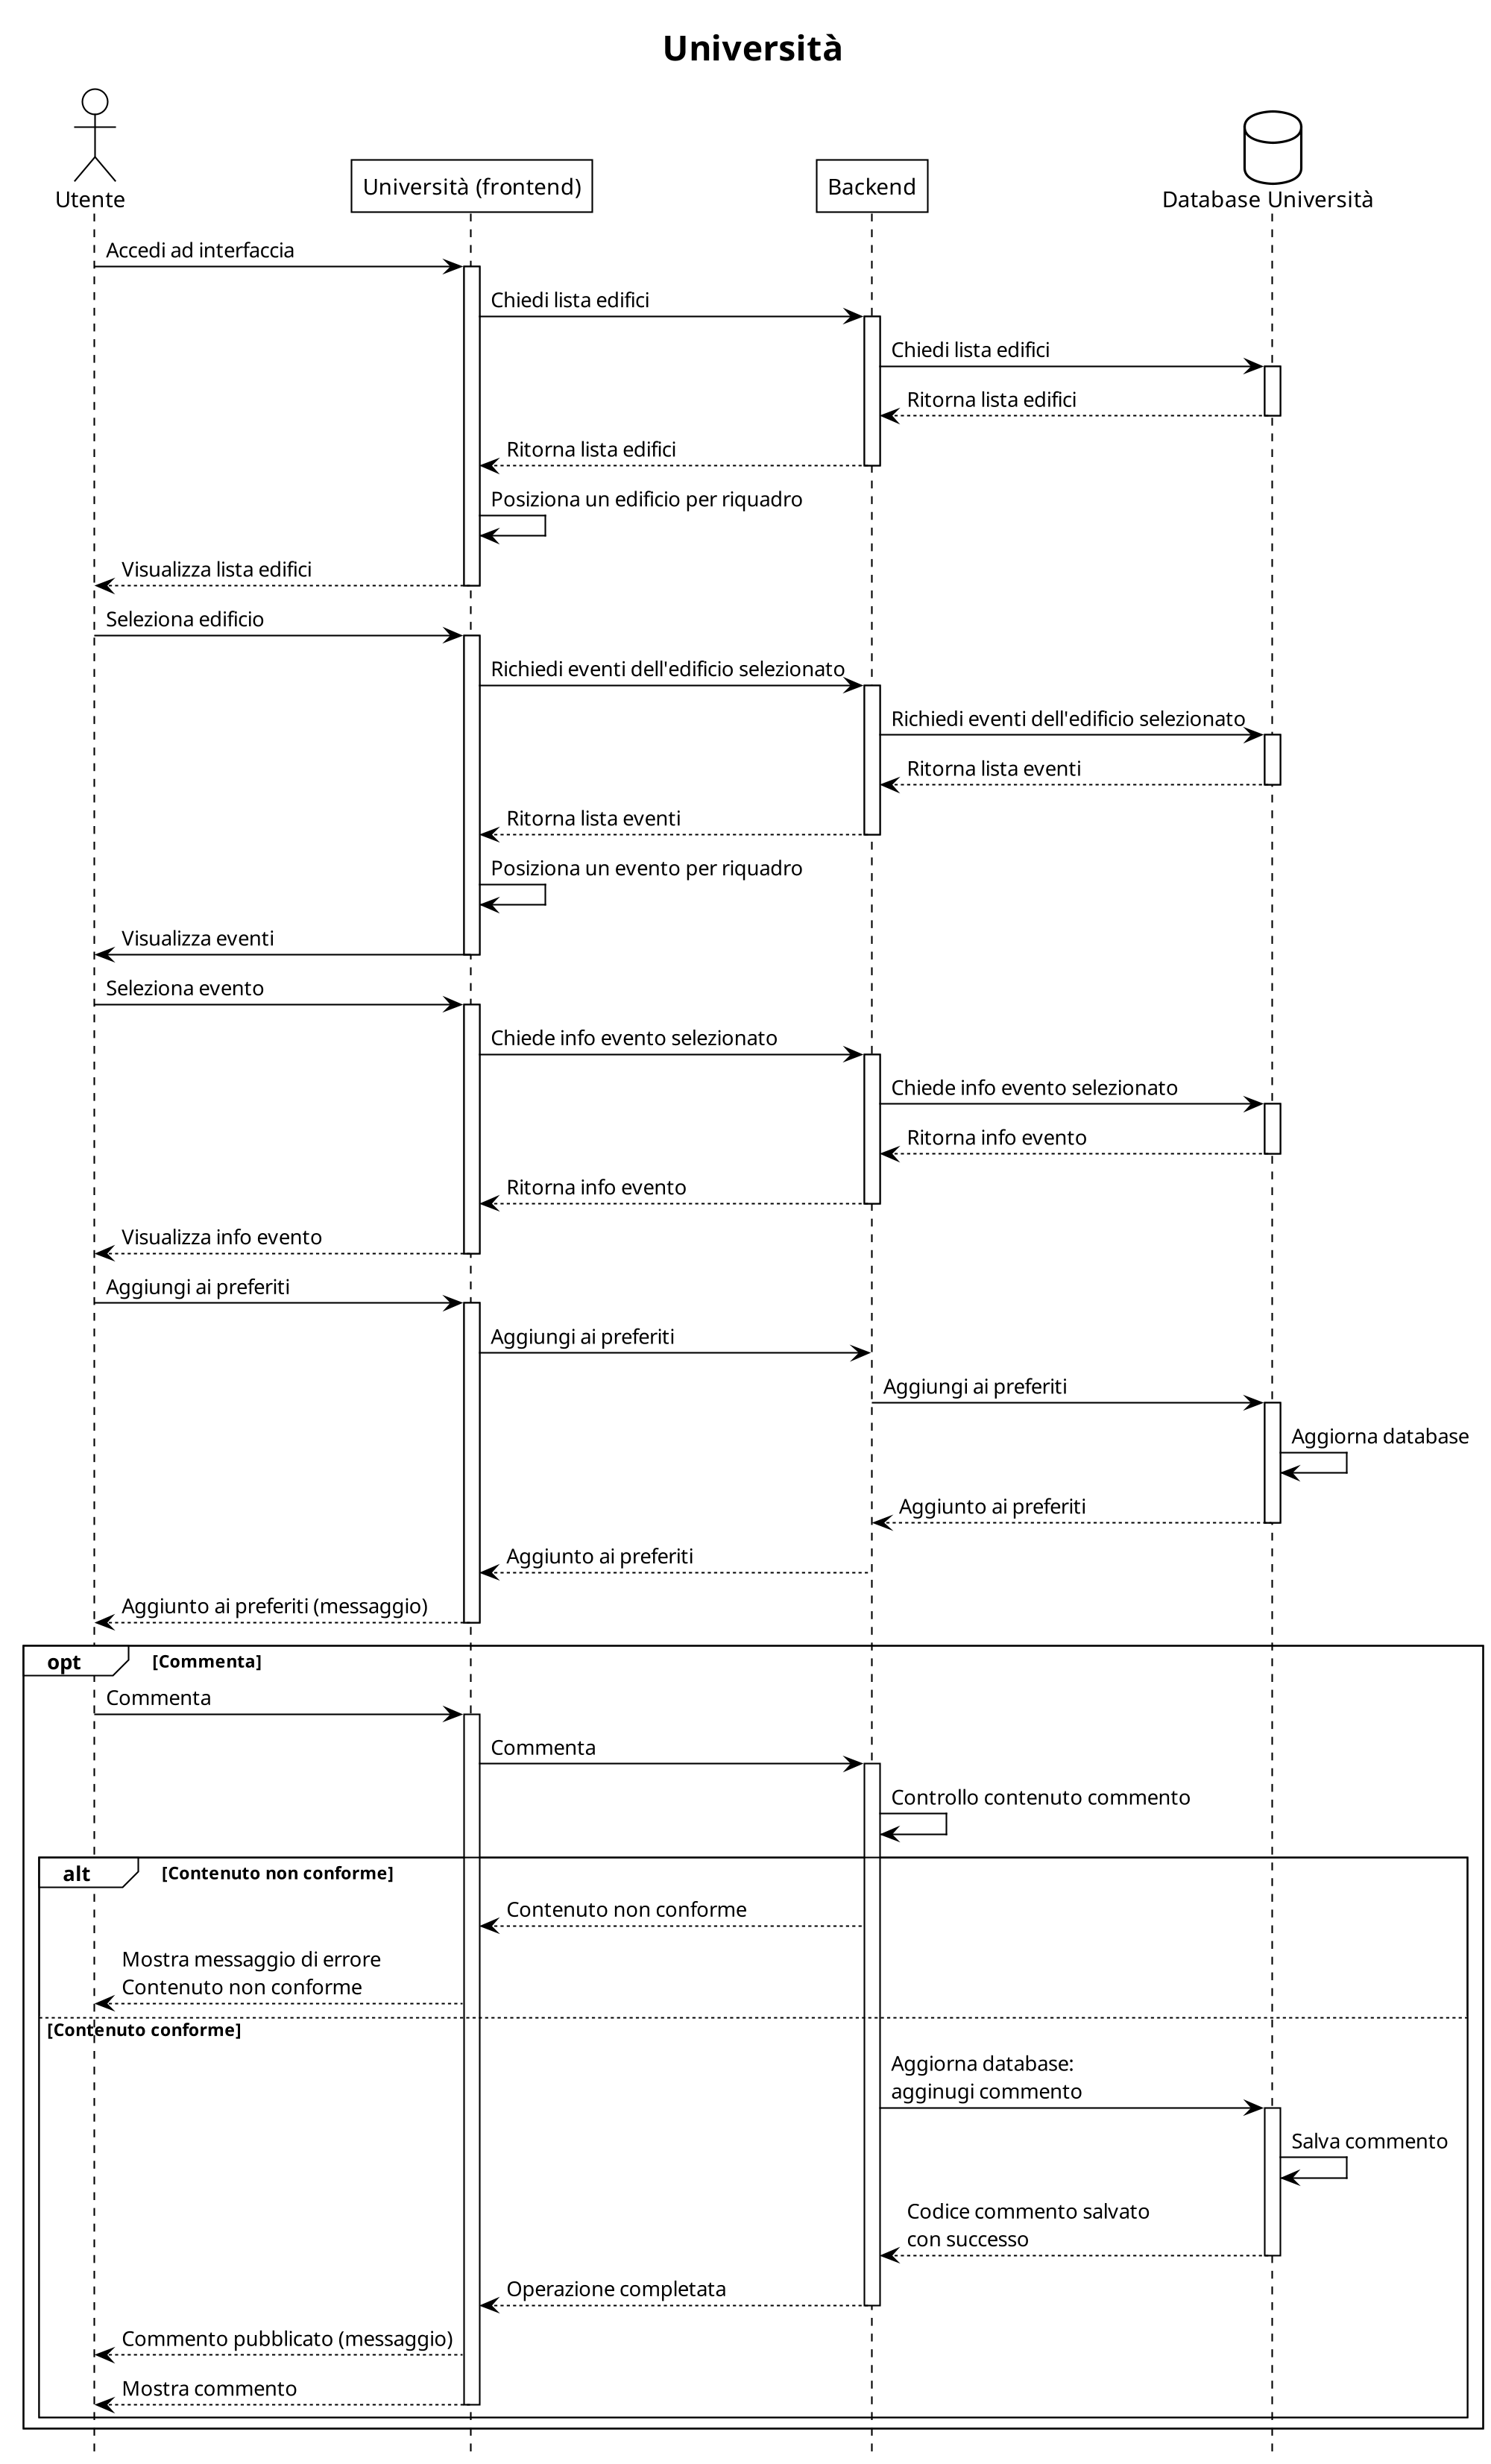 Università
Utente
Università (frontend)
Backend
Database Università
Accedi ad interfaccia
Chiedi lista edifici
Chiedi lista edifici
Ritorna lista edifici
Ritorna lista edifici
Posiziona un edificio per riquadro
Visualizza lista edifici
Seleziona edificio
Richiedi eventi dell'edificio selezionato
Richiedi eventi dell'edificio selezionato
Ritorna lista eventi
Ritorna lista eventi
Posiziona un evento per riquadro
Visualizza eventi
Seleziona evento
Chiede info evento selezionato
Chiede info evento selezionato
Ritorna info evento
Ritorna info evento
Visualizza info evento
Aggiungi ai preferiti
Aggiungi ai preferiti
Aggiungi ai preferiti
Aggiorna database
Aggiunto ai preferiti
Aggiunto ai preferiti
Aggiunto ai preferiti (messaggio)
opt [Commenta]
Commenta
Commenta
Controllo contenuto commento
alt [Contenuto non conforme]
Contenuto non conforme
Mostra messaggio di errore
Contenuto non conforme
[Contenuto conforme]
Aggiorna database:
agginugi commento
Salva commento
Codice commento salvato
con successo
Operazione completata
Commento pubblicato (messaggio)
Mostra commento